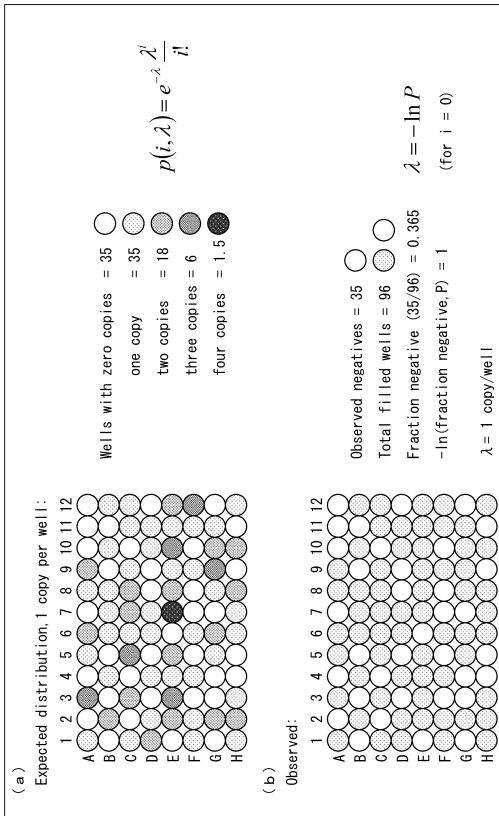 (a)
Expected distribution, 1 copy per well:
1 2 3 4 5 6 7 8 9 10 11 12
A
B
C
D
E
F
G
H
Wells with zero copies = 35
one copy = 35
two copies = 18
three copies = 6
four copies = 1.5
p(i,λ) = e^{-λ} λ^i / i!
(b)
Observed:
1 2 3 4 5 6 7 8 9 10 11 12
A
B
C
D
E
F
G
H
Observed negatives = 35
Total filled wells = 96
Fraction negative (35/96) = 0.365
-ln(fraction negative, P) = 1
λ = 1 copy/well
λ = -ln P
(for i = 0)